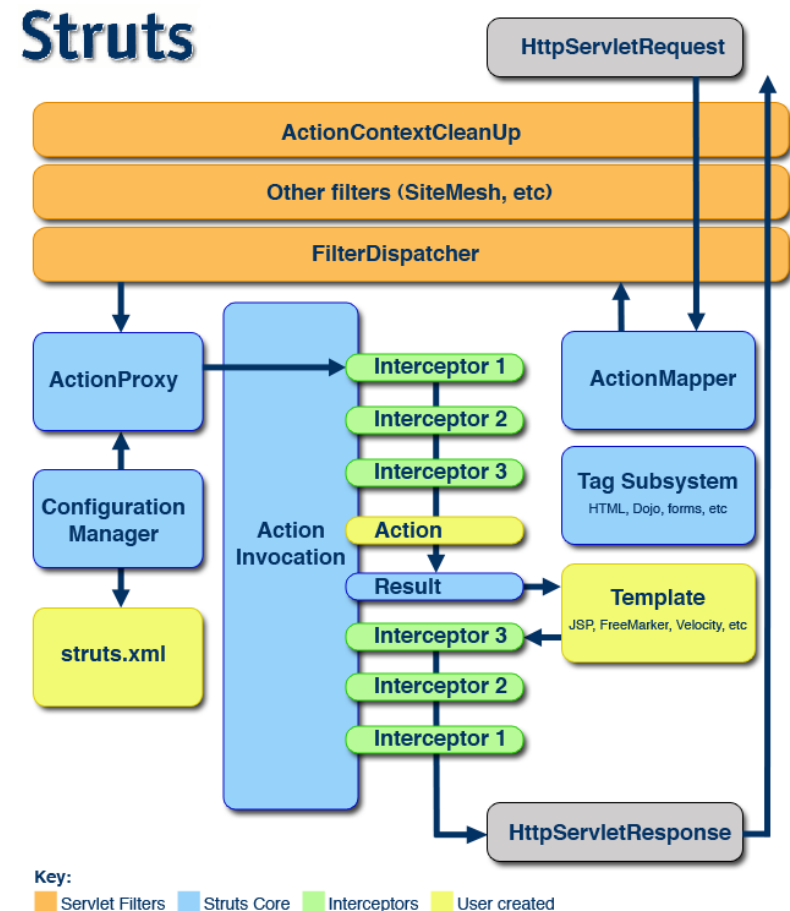 Struts
HttpServletRequest
ActionContextCleanUp
Other filters (SiteMesh, etc)
FilterDispatcher
ActionProxy
Interceptor 1
ActionMapper
Interceptor 2
Interceptor 3
Tag Subsystem
HTML, Dojo, forms, etc
Configuration
Manager
Action
Invocation
Action
Result
Template
JSP, FreeMarker, Velocity, etc
struts.xml
Interceptor 3
Interceptor 2
Interceptor 1
HttpServletResponse
Key:
Servlet Filters Struts Core Interceptors User created